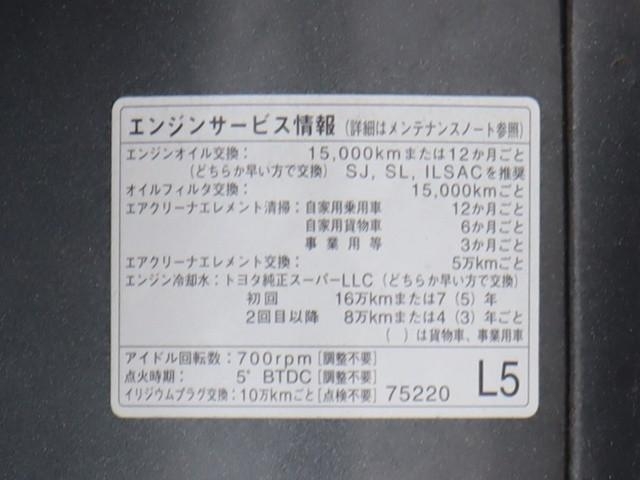 エンジンサービス情報(詳細はメンテナンスノート参照)
エンジンオイル交換: 15,000kmまたは12か月ごと
(どちらか早い方で交換) SJ, SL, ILSACを推奨
オイルフィルタ交換: 15,000kmごと
エアクリーナエレメント清掃:自家用乗用車 12か月ごと
自家用貨物車 6か月ごと
事業用等 3か月ごと
エアクリーナエレメント交換: 5万kmごと
エンジン冷却水:トヨタ純正スーパーLLC(どちらか早い方で交換)
初回 16万kmまたは7(5)年
2回目以降 8万kmまたは4(3)年ごと
( )は貨物車、事業用車
アイドル回転数:700rpm[調整不要]
点火時期: 5°BTDC[調整不要]
イリジウムプラグ交換:10万kmごと[点検不要]75220
L5